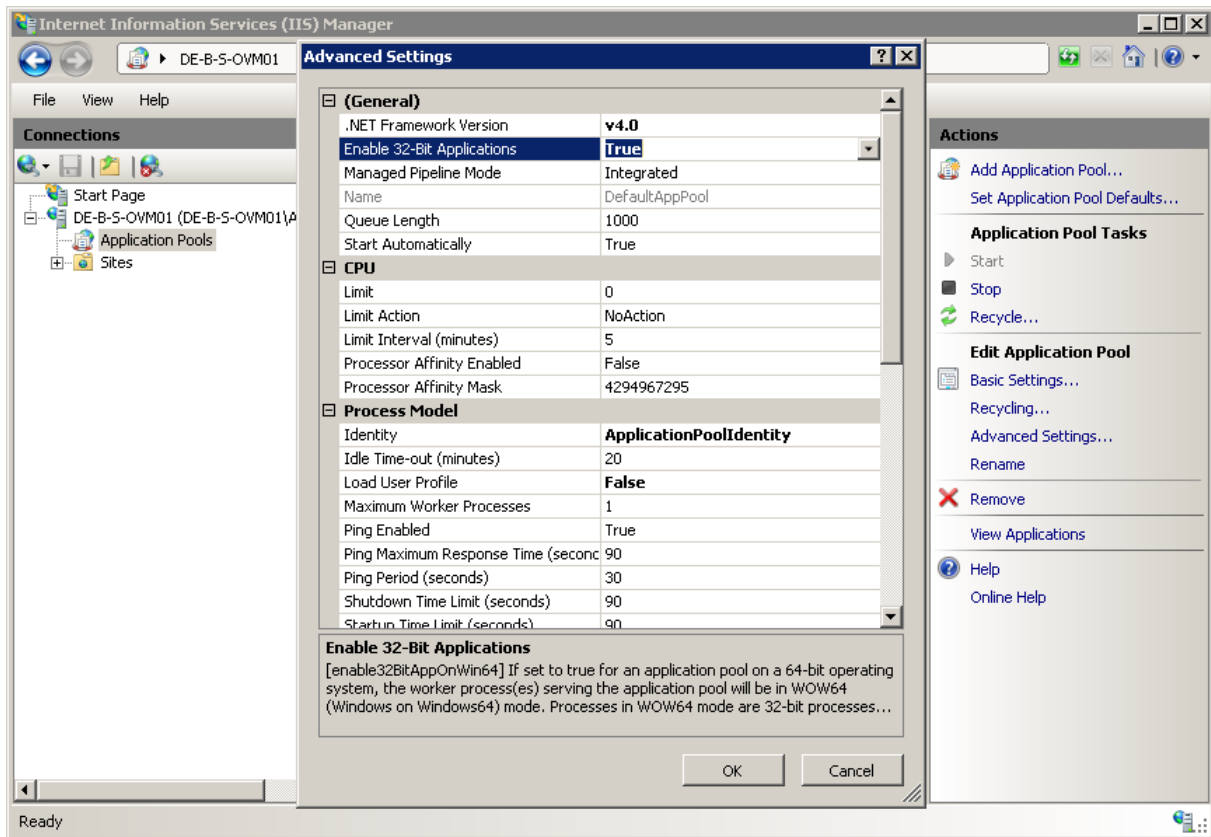 Internet Information Services (IIS) Manager
DE-B-S-OVM01
File View Help
Connections
Start Page
DE-B-S-OVM01 (DE-B-S-OVM01\A
Application Pools
Sites
Advanced Settings
(General)
.NET Framework Version v4.0
Enable 32-Bit Applications True
Managed Pipeline Mode Integrated
Name DefaultAppPool
Queue Length 1000
Start Automatically True
CPU
Limit 0
Limit Action NoAction
Limit Interval (minutes) 5
Processor Affinity Enabled False
Processor Affinity Mask 4294967295
Process Model
Identity ApplicationPoolIdentity
Idle Time-out (minutes) 20
Load User Profile False
Maximum Worker Processes 1
Ping Enabled True
Ping Maximum Response Time (seconc 90
Ping Period (seconds) 30
Shutdown Time Limit (seconds) 90
Startup Time Limit (seconds) 90
Enable 32-Bit Applications
[enable32BitAppOnWin64] If set to true for an application pool on a 64-bit operating
system, the worker process(es) serving the application pool will be in WOW64
(Windows on Windows64) mode. Processes in WOW64 mode are 32-bit processes...
OK Cancel
Actions
Add Application Pool...
Set Application Pool Defaults...
Application Pool Tasks
Start
Stop
Recycle...
Edit Application Pool
Basic Settings...
Recycling...
Advanced Settings...
Rename
Remove
View Applications
Help
Online Help
Ready